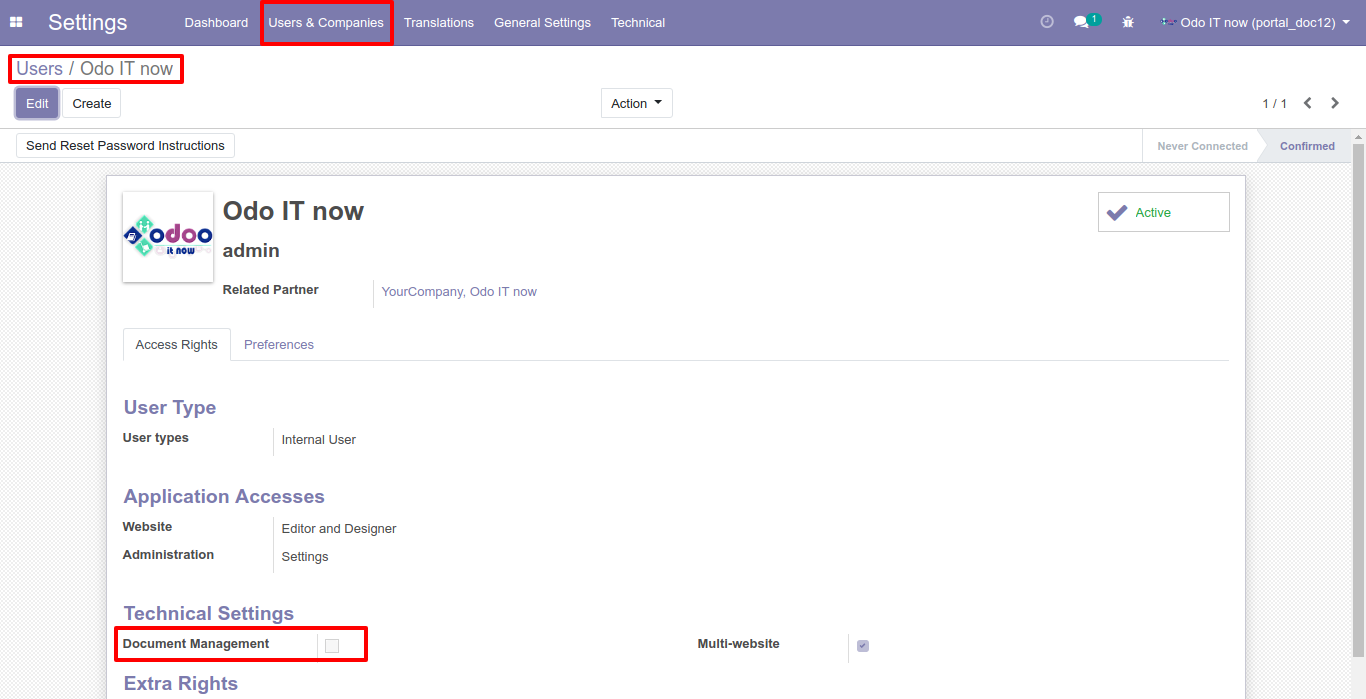 Settings Dashboard Users & Companies Translations General Settings Technical 1 Odo IT now (portal_doc12)
Users / Odo IT now
Edit Create Action 1 / 1
Send Reset Password Instructions Never Connected Confirmed
odoo
it now
Odo IT now
Active
admin
Related Partner YourCompany, Odo IT now
Access Rights Preferences
User Type
User types Internal User
Application Accesses
Website Editor and Designer
Administration Settings
Technical Settings
Document Management Multi-website
Extra Rights